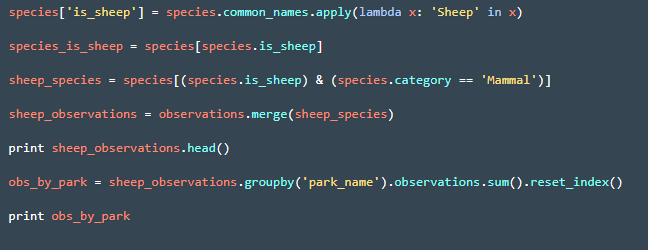 species['is_sheep'] = species.common_names.apply(lambda x: 'Sheep' in x)
species_is_sheep = species[species.is_sheep]
sheep_species = species[(species.is_sheep) & (species.category == 'Mammal')]
sheep_observations = observations.merge(sheep_species)
print sheep_observations.head()
obs_by_park = sheep_observations.groupby('park_name').observations.sum().reset_index()
print obs_by_park